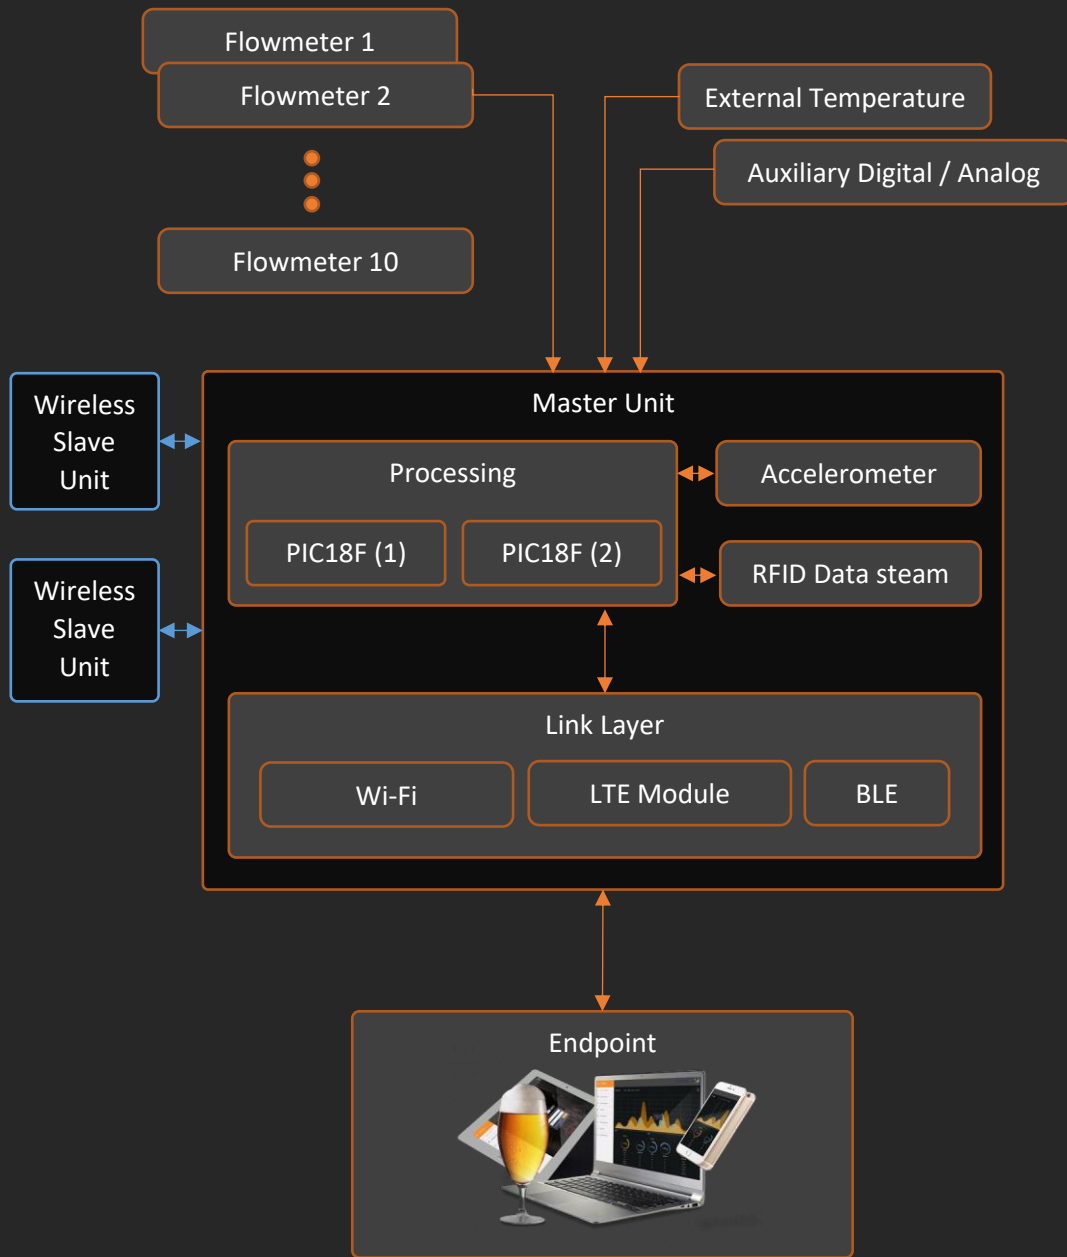 Flowmeter 1
Flowmeter 2
External Temperature
Auxiliary Digital / Analog
Flowmeter 10
Wireless
Slave
Unit
Master Unit
Processing
Accelerometer
PIC18F (1)
PIC18F (2)
RFID Data steam
Wireless
Slave
Unit
Link Layer
Wi-Fi
LTE Module
BLE
Endpoint